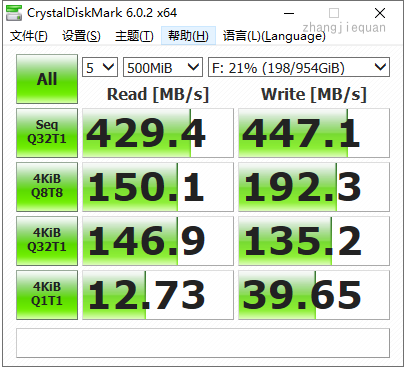 CrystalDiskMark 6.0.2 x64
zhangjiequan
文件(F) 设置(S) 主题(T) 帮助(H) 语言(L)(Language)
All 5 500MiB F: 21% (198/954GiB)
Read [MB/s] Write [MB/s]
Seq
Q32T1 429.4 447.1
4KiB
Q8T8 150.1 192.3
4KiB
Q32T1 146.9 135.2
4KiB
Q1T1 12.73 39.65